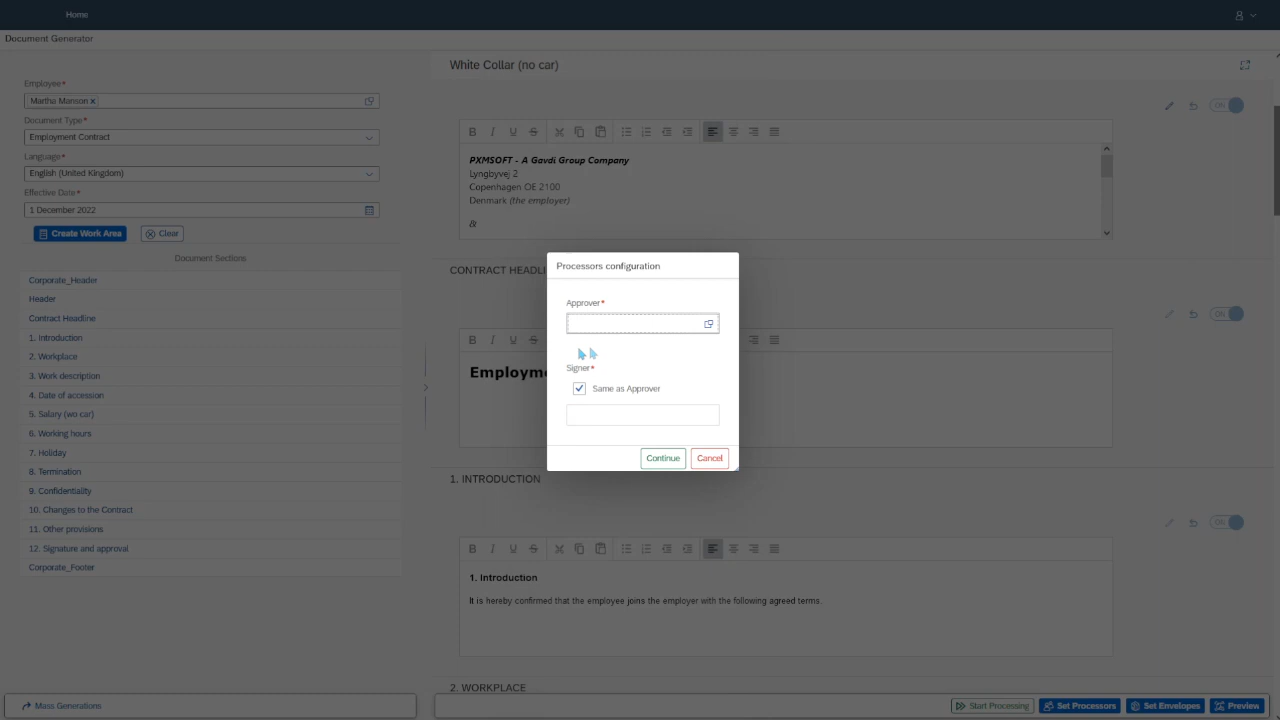 Home
Document Generator
Employee*
Martha Manson x
Document Type*
Employment Contract
Language*
English (United Kingdom)
Effective Date*
1 December 2022
Create Work Area
Clear
Document Sections
Corporate_Header
Header
Contract Headline
1. Introduction
2. Workplace
3. Work description
4. Date of accession
5. Salary (wo car)
6. Working hours
7. Holiday
8. Termination
9. Confidentiality
10. Changes to the Contract
11. Other provisions
12. Signature and approval
Corporate_Footer
Mass Generations
White Collar (no car)
ON
B I U S
PXMSOFT - A Gavdi Group Company
Lyngbyvej 2
Copenhagen OE 2100
Denmark (the employer)
&
CONTRACT HEADLI
ON
B I U S
Employm
Processors configuration
Approver*
Signer*
Same as Approver
Continue
Cancel
1. INTRODUCTION
ON
B I U S
1. Introduction
It is hereby confirmed that the employee joins the employer with the following agreed terms.
2. WORKPLACE
Start Processing
Set Processors
Set Envelopes
Preview